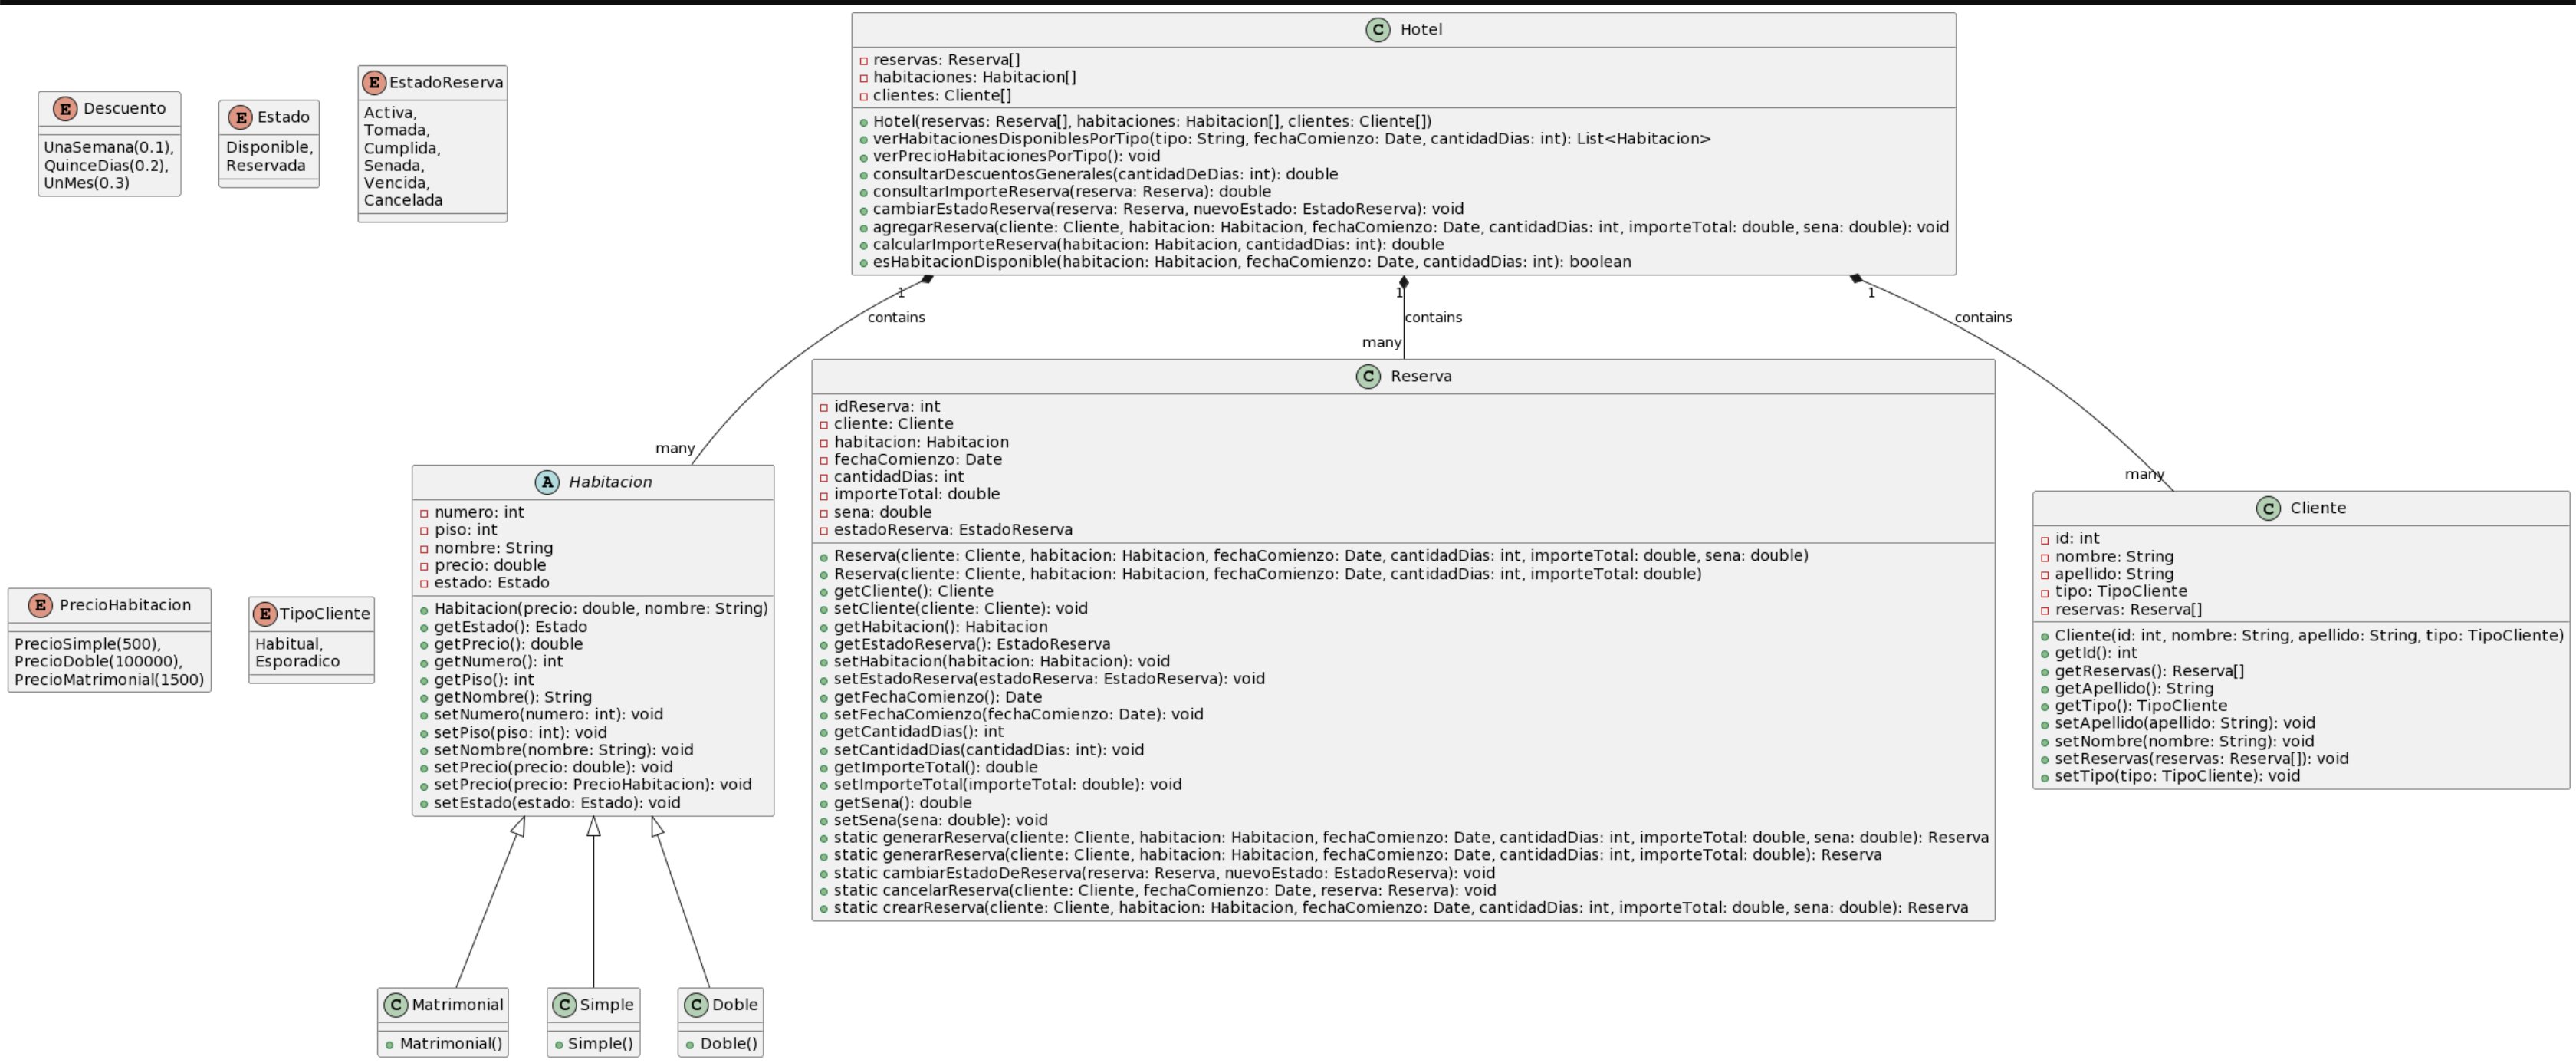 C Hotel
reservas: Reserva[]
habitaciones: Habitacion[]
clientes: Cliente[]
Hotel(reservas: Reserva[], habitaciones: Habitacion[], clientes: Cliente[])
verHabitacionesDisponiblesPorTipo(tipo: String, fechaComienzo: Date, cantidadDias: int): List<Habitacion>
verPrecioHabitacionesPorTipo(): void
consultarDescuentosGenerales(cantidadDeDias: int): double
consultarImporteReserva(reserva: Reserva): double
cambiarEstadoReserva(reserva: Reserva, nuevoEstado: EstadoReserva): void
agregarReserva(cliente: Cliente, habitacion: Habitacion, fechaComienzo: Date, cantidadDias: int, importeTotal: double, sena: double): void
calcularImporteReserva(habitacion: Habitacion, cantidadDias: int): double
esHabitacionDisponible(habitacion: Habitacion, fechaComienzo: Date, cantidadDias: int): boolean
E Descuento
UnaSemana(0.1),
QuinceDias(0.2),
UnMes(0.3)
E Estado
Disponible,
Reservada
E EstadoReserva
Activa,
Tomada,
Cumplida,
Senada,
Vencida,
Cancelada
1
contains
many
1
contains
many
1
contains
many
E PrecioHabitacion
PrecioSimple(500),
PrecioDoble(100000),
PrecioMatrimonial(1500)
E TipoCliente
Habitual,
Esporadico
A Habitacion
numero: int
piso: int
nombre: String
precio: double
estado: Estado
Habitacion(precio: double, nombre: String)
getEstado(): Estado
getPrecio(): double
getNumero(): int
getPiso(): int
getNombre(): String
setNumero(numero: int): void
setPiso(piso: int): void
setNombre(nombre: String): void
setPrecio(precio: double): void
setPrecio(precio: PrecioHabitacion): void
setEstado(estado: Estado): void
C Reserva
idReserva: int
cliente: Cliente
habitacion: Habitacion
fechaComienzo: Date
cantidadDias: int
importeTotal: double
sena: double
estadoReserva: EstadoReserva
Reserva(cliente: Cliente, habitacion: Habitacion, fechaComienzo: Date, cantidadDias: int, importeTotal: double, sena: double)
Reserva(cliente: Cliente, habitacion: Habitacion, fechaComienzo: Date, cantidadDias: int, importeTotal: double)
getCliente(): Cliente
setCliente(cliente: Cliente): void
getHabitacion(): Habitacion
getEstadoReserva(): EstadoReserva
setHabitacion(habitacion: Habitacion): void
setEstadoReserva(estadoReserva: EstadoReserva): void
getFechaComienzo(): Date
setFechaComienzo(fechaComienzo: Date): void
getCantidadDias(): int
setCantidadDias(cantidadDias: int): void
getImporteTotal(): double
setImporteTotal(importeTotal: double): void
getSena(): double
setSena(sena: double): void
static generarReserva(cliente: Cliente, habitacion: Habitacion, fechaComienzo: Date, cantidadDias: int, importeTotal: double, sena: double): Reserva
static generarReserva(cliente: Cliente, habitacion: Habitacion, fechaComienzo: Date, cantidadDias: int, importeTotal: double): Reserva
static cambiarEstadoDeReserva(reserva: Reserva, nuevoEstado: EstadoReserva): void
static cancelarReserva(cliente: Cliente, fechaComienzo: Date, reserva: Reserva): void
static crearReserva(cliente: Cliente, habitacion: Habitacion, fechaComienzo: Date, cantidadDias: int, importeTotal: double, sena: double): Reserva
C Cliente
id: int
nombre: String
apellido: String
tipo: TipoCliente
reservas: Reserva[]
Cliente(id: int, nombre: String, apellido: String, tipo: TipoCliente)
getId(): int
getReservas(): Reserva[]
getApellido(): String
getTipo(): TipoCliente
setApellido(apellido: String): void
setNombre(nombre: String): void
setReservas(reservas: Reserva[]): void
setTipo(tipo: TipoCliente): void
C Matrimonial
Matrimonial()
C Simple
Simple()
C Doble
Doble()